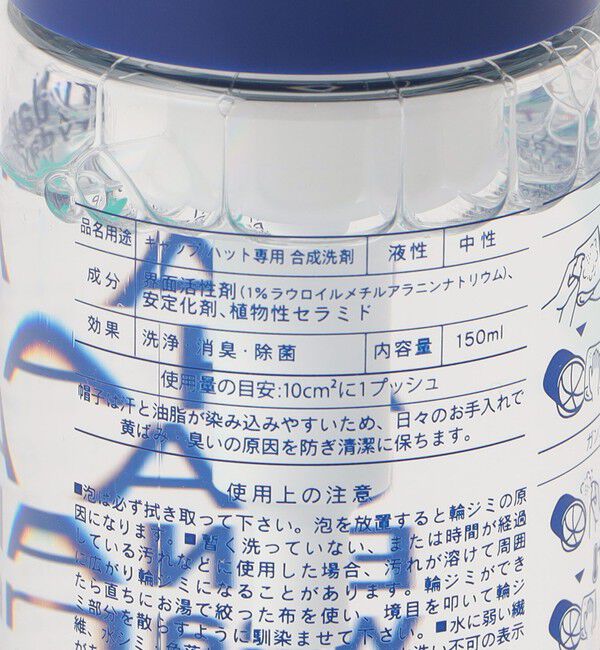 品名用途 キャップ・ハット専用 合成洗剤 液性 中性
成分 界面活性剤(1%ラウロイルメチルアラニンナトリウム)、
安定化剤、植物性セラミド
効果 洗浄・消臭・除菌 内容量 150ml
使用量の目安:10cm²に1プッシュ
帽子は汗と油脂が染み込みやすいため、日々のお手入れで
黄ばみ・臭いの原因を防ぎ清潔に保ちます。
使用上の注意
■泡は必ず拭き取って下さい。泡を放置すると輪ジミの原
因になります。■暫く洗っていない、または時間が経過
している汚れなどに使用した場合、汚れが溶けて周囲
に広がり輪ジミになることがあります。輪ジミができ
たら直ちにお湯で絞った布を使い、境目を叩いて輪ジ
ミ部分を散らすように馴染ませて下さい。■水に弱い繊
維、水シミ・色落
洗い不可の表示